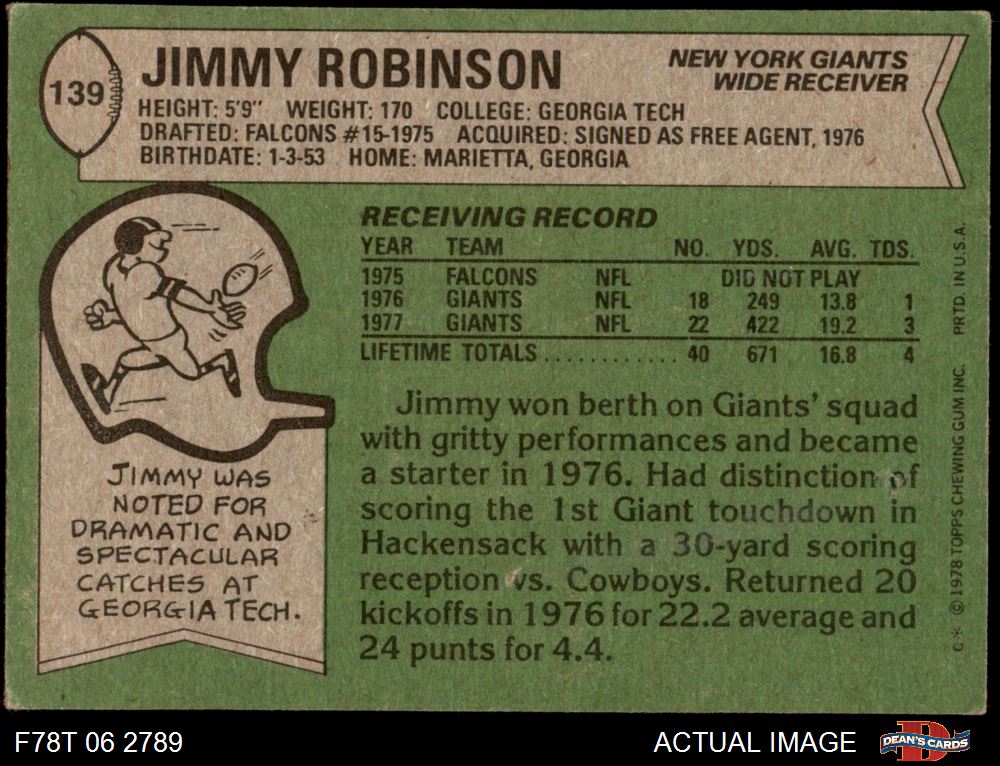 139
JIMMY ROBINSON
NEW YORK GIANTS
WIDE RECEIVER
HEIGHT: 5'9" WEIGHT: 170 COLLEGE: GEORGIA TECH
DRAFTED: FALCONS #15-1975 ACQUIRED: SIGNED AS FREE AGENT, 1976
BIRTHDATE: 1-3-53 HOME: MARIETTA, GEORGIA
RECEIVING RECORD
YEAR TEAM NO. YDS. AVG. TDS.
1975 FALCONS NFL DID NOT PLAY
1976 GIANTS NFL 18 249 13.8 1
1977 GIANTS NFL 22 422 19.2 3
LIFETIME TOTALS............ 40 671 16.8 4
Jimmy won berth on Giants' squad
with gritty performances and became
a starter in 1976. Had distinction of
scoring the 1st Giant touchdown in
Hackensack with a 30-yard scoring
reception vs. Cowboys. Returned 20
kickoffs in 1976 for 22.2 average and
24 punts for 4.4.
JIMMY WAS
NOTED FOR
DRAMATIC AND
SPECTACULAR
CATCHES AT
GEORGIA TECH.
C* © 1978 TOPPS CHEWING GUM INC. PRTD. IN U.S.A.
F78T 06 2789
ACTUAL IMAGE
D
DEAN'S CARDS